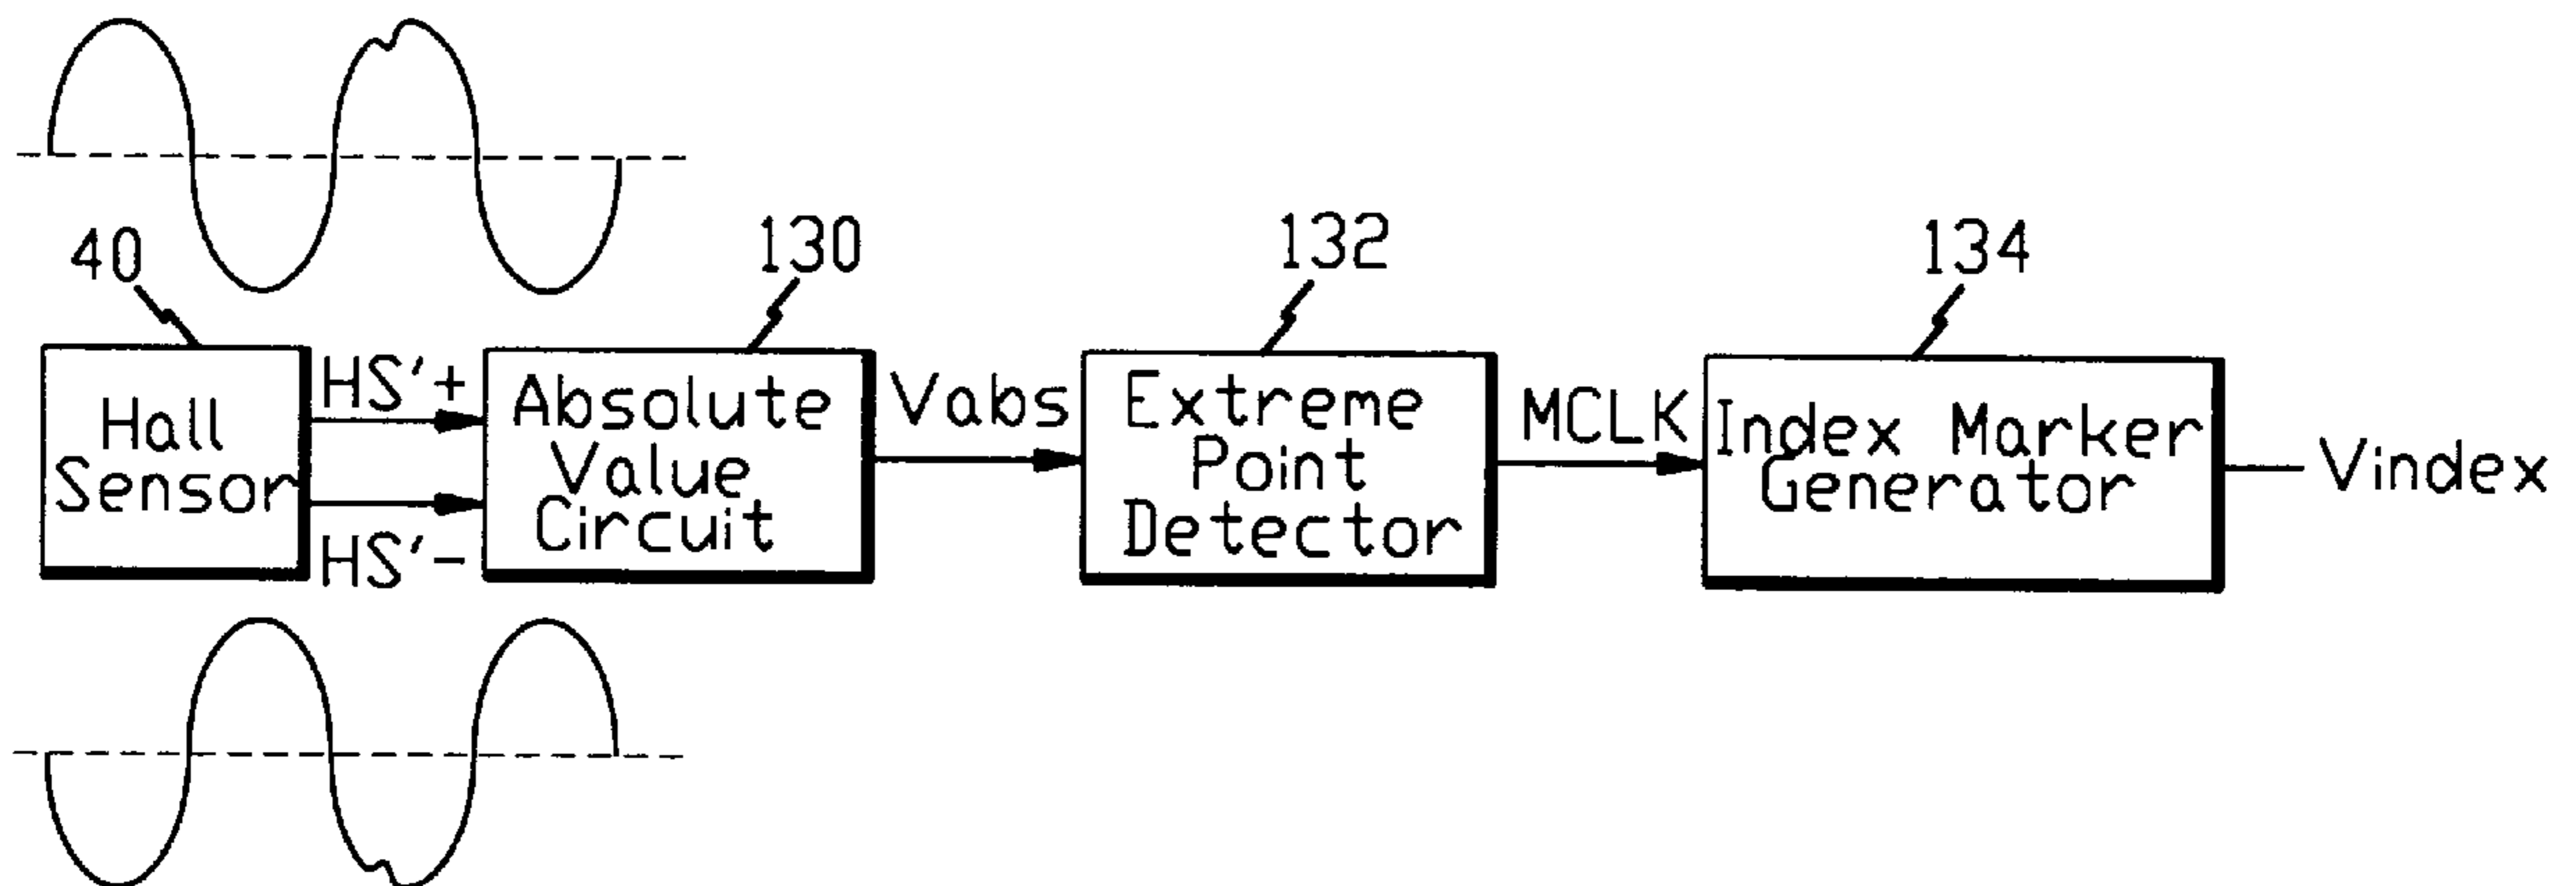 40
130
132
134
Hall
Sensor
HS'+
HS'-
Absolute
Value
Circuit
Vabs
Extreme
Point
Detector
MCLK
Index Marker
Generator
Vindex